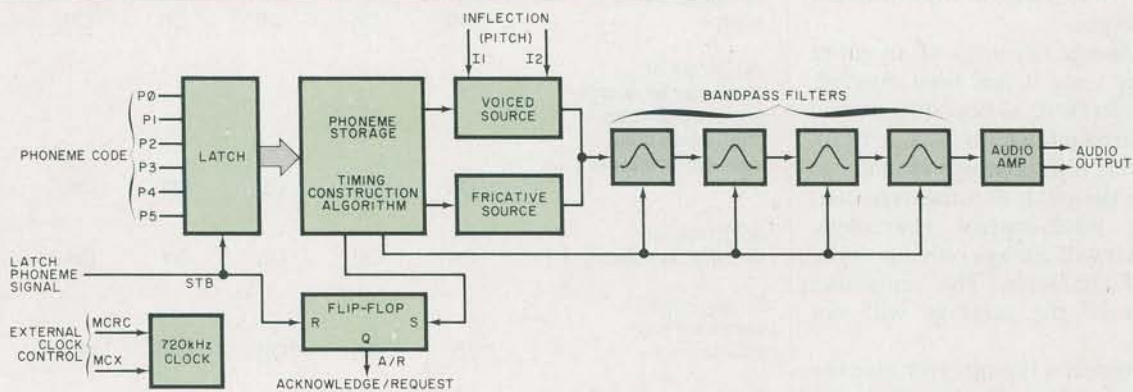 INFLECTION
(PITCH)
I1 I2
P0
P1
P2
P3
P4
P5
PHONEME CODE
LATCH
PHONEME
STORAGE
TIMING
CONSTRUCTION
ALGORITHM
VOICED
SOURCE
FRICATIVE
SOURCE
BANDPASS FILTERS
AUDIO
AMP
AUDIO
OUTPUT
LATCH
PHONEME
SIGNAL
STB
FLIP-FLOP
R S
Q
A/R
ACKNOWLEDGE/REQUEST
EXTERNAL
CLOCK
CONTROL
MCRC
MCX
720kHz
CLOCK